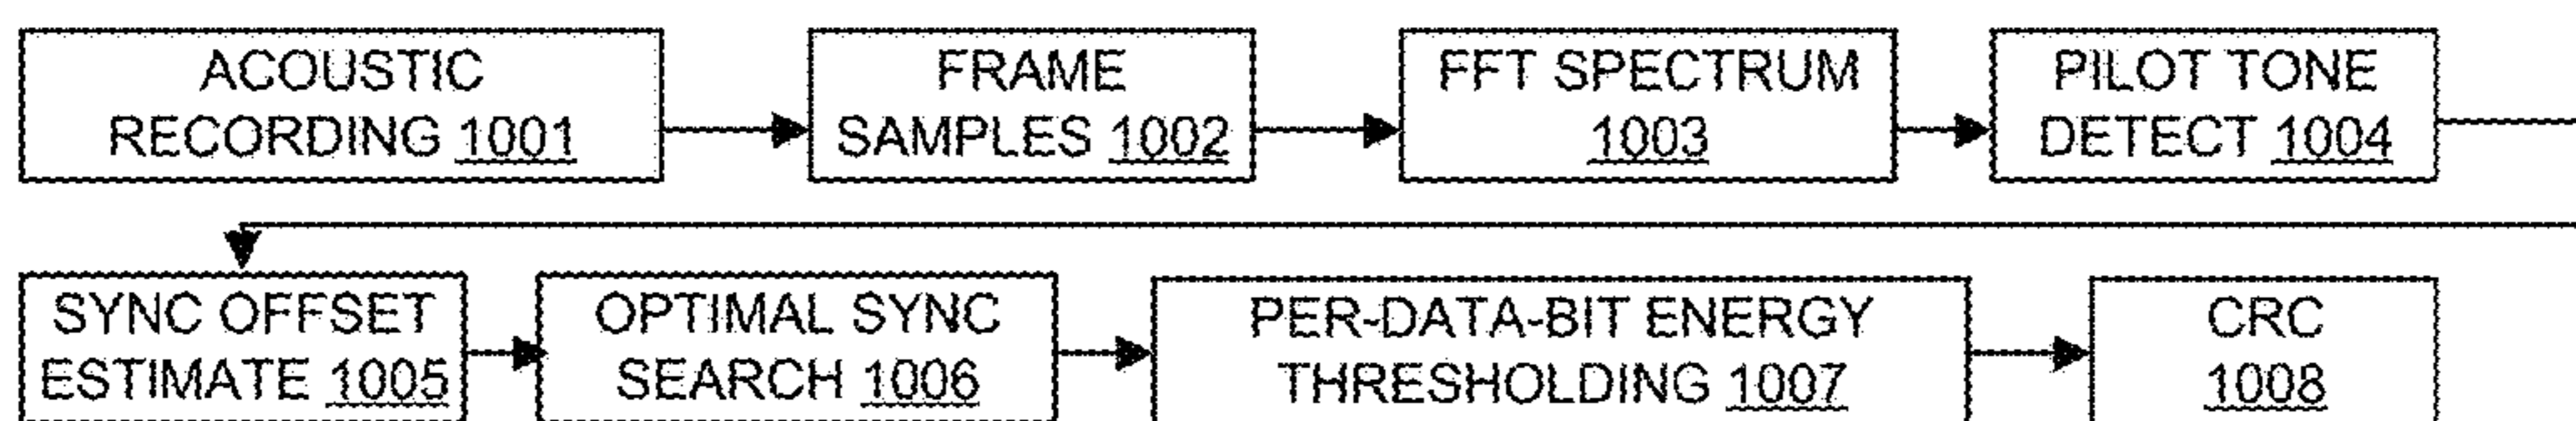 ACOUSTIC
RECORDING 1001
FRAME
SAMPLES 1002
FFT SPECTRUM
1003
PILOT TONE
DETECT 1004
SYNC OFFSET
ESTIMATE 1005
OPTIMAL SYNC
SEARCH 1006
PER-DATA-BIT ENERGY
THRESHOLDING 1007
CRC
1008